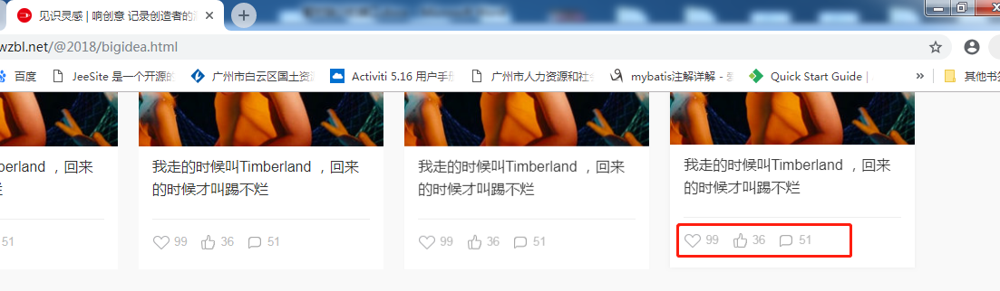 见识灵感 | 响创意 记录创造者的
wzbl.net/@2018/bigidea.html
百度 JeeSite 是一个开源的 广州市白云区国土资源 Activiti 5.16 用户手册 广州市人力资源和社会 mybatis注解详解 - 爱 Quick Start Guide | » 其他书签
berland ，回来 我走的时候叫Timberland ，回来 我走的时候叫Timberland ，回来 我走的时候叫Timberland ，回来
烂 的时候才叫踢不烂 的时候才叫踢不烂 的时候才叫踢不烂
51 99 36 51 99 36 51 99 36 51